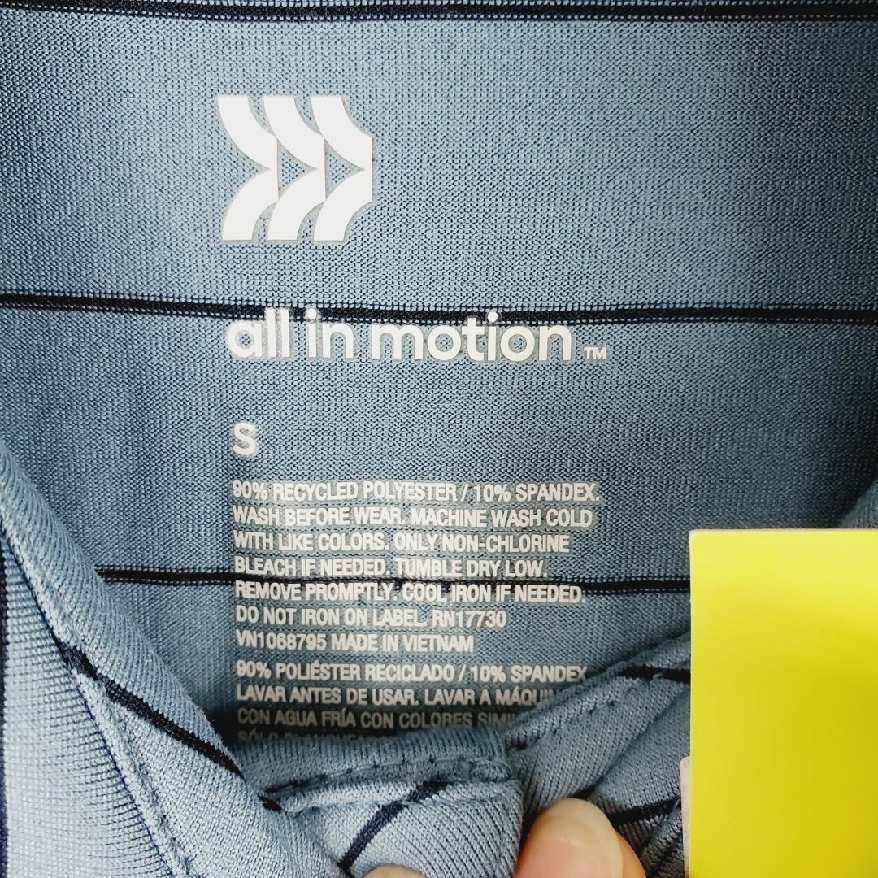 all in motion™
S
90% RECYCLED POLYESTER / 10% SPANDEX.
WASH BEFORE WEAR. MACHINE WASH COLD
WITH LIKE COLORS. ONLY NON-CHLORINE
BLEACH IF NEEDED. TUMBLE DRY LOW.
REMOVE PROMPTLY. COOL IRON IF NEEDED.
DO NOT IRON ON LABEL. RN17730
VN1068795 MADE IN VIETNAM
90% POLIÉSTER RECICLADO / 10% SPANDEX
LAVAR ANTES DE USAR. LAVAR A
CON AGUA FRÍA CON COLORES